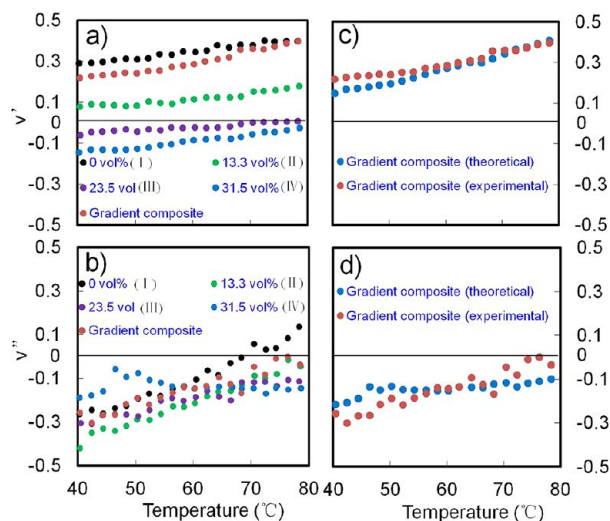 a)
0.5
0.3
0.1
0
-0.1
-0.3
-0.5
ν'
0 vol% (Ⅰ)
13.3 vol% (Ⅱ)
23.5 vol (Ⅲ)
31.5 vol% (Ⅳ)
Gradient composite
c)
0.5
0.3
0.1
0
-0.1
-0.3
-0.5
Gradient composite (theoretical)
Gradient composite (experimental)
b)
0.5
0.3
0.1
0
-0.1
-0.3
-0.5
ν"
0 vol% (Ⅰ)
13.3 vol% (Ⅱ)
23.5 vol (Ⅲ)
31.5 vol% (Ⅳ)
Gradient composite
40 50 60 70 80
Temperature (℃)
d)
0.5
0.3
0.1
0
-0.1
-0.3
-0.5
Gradient composite (theoretical)
Gradient composite (experimental)
40 50 60 70 80
Temperature (℃)